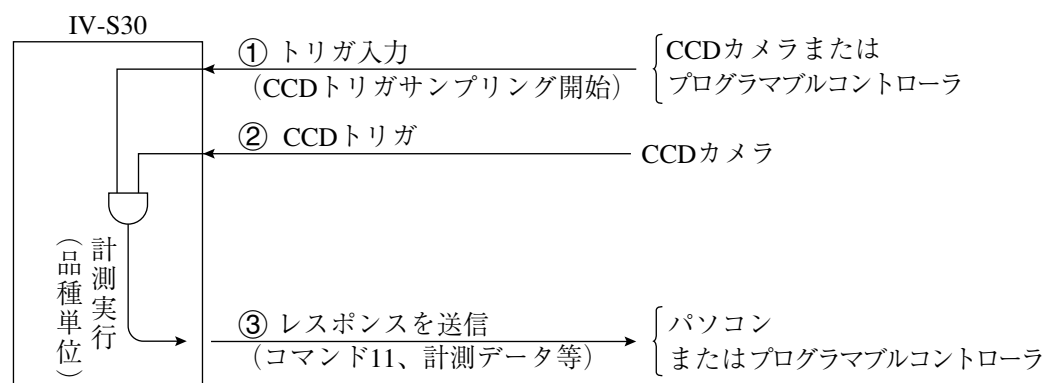 IV-S30
① トリガ入力
（CCDトリガサンプリング開始）
CCDカメラまたは
プログラマブルコントローラ
② CCDトリガ
CCDカメラ
計測実行
（品種単位）
③ レスポンスを送信
（コマンド11、計測データ等）
パソコン
またはプログラマブルコントローラ